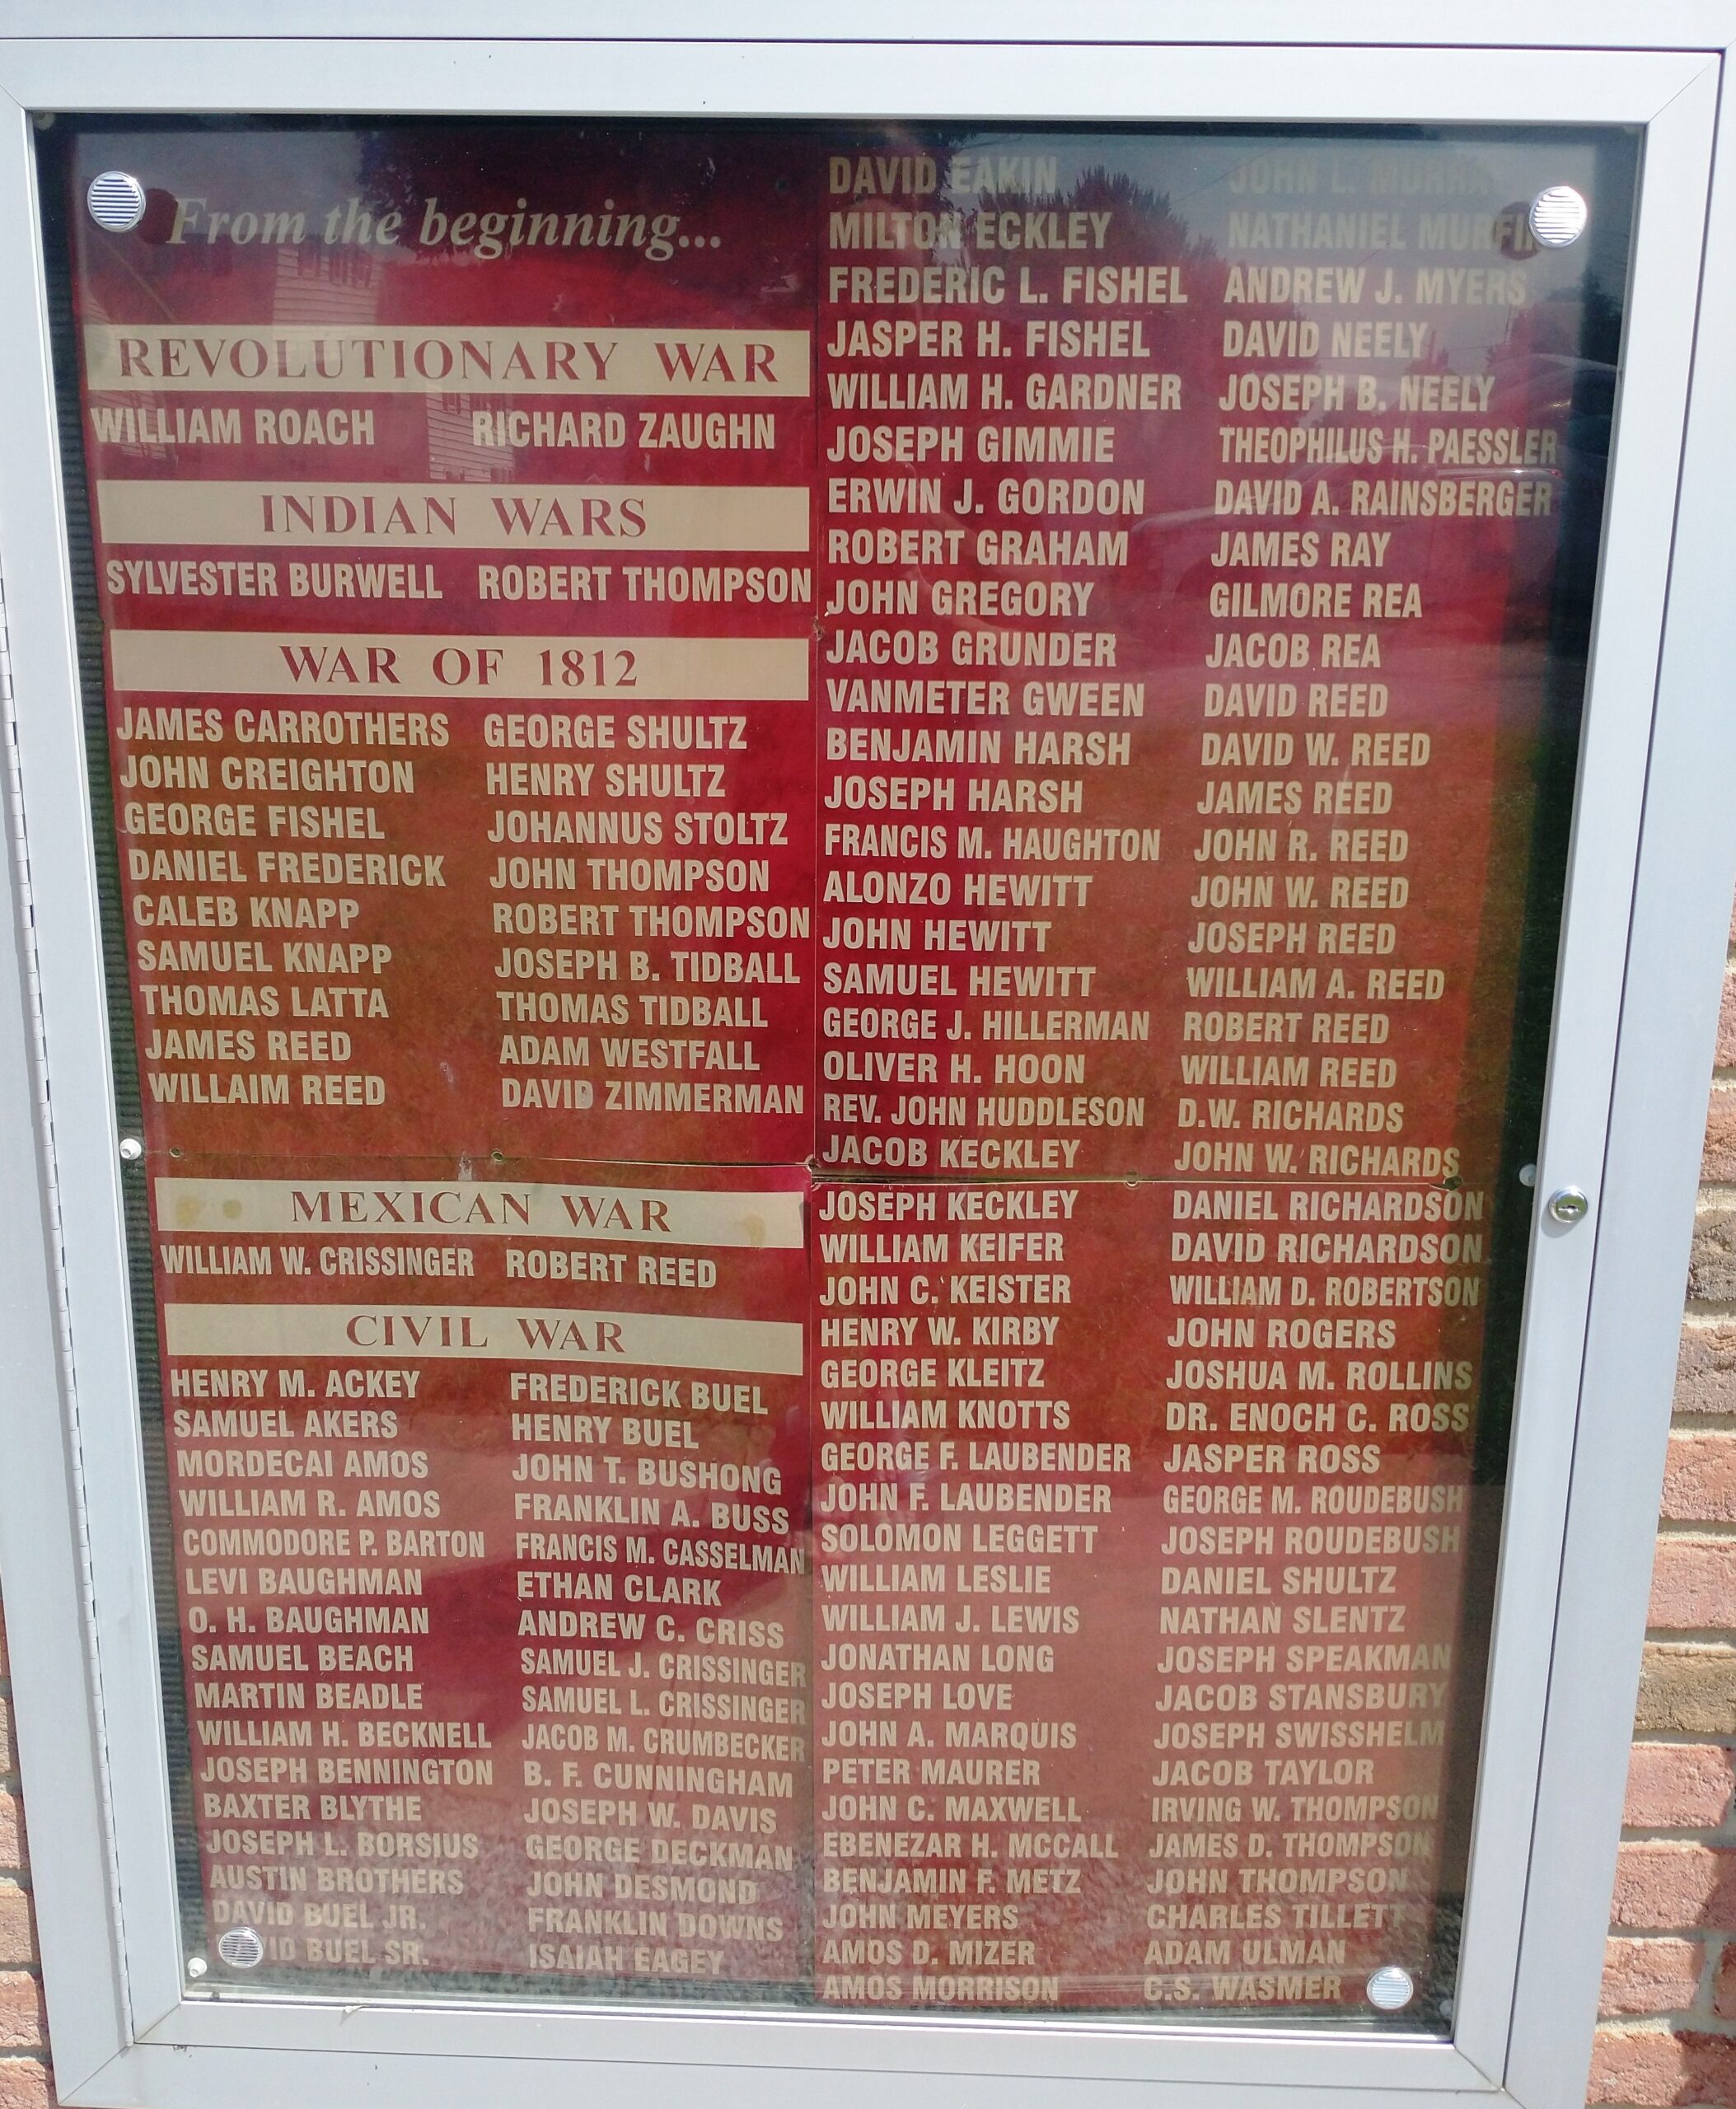 From the beginning...
REVOLUTIONARY WAR
WILLIAM ROACH RICHARD ZAUGHN
INDIAN WARS
SYLVESTER BURWELL ROBERT THOMPSON
WAR OF 1812
JAMES CARROTHERS GEORGE SHULTZ
JOHN CREIGHTON HENRY SHULTZ
GEORGE FISHEL JOHANNUS STOLTZ
DANIEL FREDERICK JOHN THOMPSON
CALEB KNAPP ROBERT THOMPSON
SAMUEL KNAPP JOSEPH B. TIDBALL
THOMAS LATTA THOMAS TIDBALL
JAMES REED ADAM WESTFALL
WILLAIM REED DAVID ZIMMERMAN
MEXICAN WAR
WILLIAM W. CRISSINGER ROBERT REED
CIVIL WAR
HENRY M. ACKEY FREDERICK BUEL
SAMUEL AKERS HENRY BUEL
MORDECAI AMOS JOHN T. BUSHONG
WILLIAM R. AMOS FRANKLIN A. BUSS
COMMODORE P. BARTON FRANCIS M. CASSELMAN
LEVI BAUGHMAN ETHAN CLARK
O. H. BAUGHMAN ANDREW C. CRISS
SAMUEL BEACH SAMUEL J. CRISSINGER
MARTIN BEADLE SAMUEL L. CRISSINGER
WILLIAM H. BECKNELL JACOB M. CRUMBECKER
JOSEPH BENNINGTON B. F. CUNNINGHAM
BAXTER BLYTHE JOSEPH W. DAVIS
JOSEPH L. BORSIUS GEORGE DECKMAN
AUSTIN BROTHERS JOHN DESMOND
DAVID BUEL JR. FRANKLIN DOWNS
BUEL SR. ISAIAH EAGEY
DAVID EAKIN JOHN L.
MILTON ECKLEY NATHANIEL
FREDERIC L. FISHEL ANDREW J. MYERS
JASPER H. FISHEL DAVID NEELY
WILLIAM H. GARDNER JOSEPH B. NEELY
JOSEPH GIMMIE THEOPHILUS H. PAESSLER
ERWIN J. GORDON DAVID A. RAINSBERGER
ROBERT GRAHAM JAMES RAY
JOHN GREGORY GILMORE REA
JACOB GRUNDER JACOB REA
VANMETER GWEEN DAVID REED
BENJAMIN HARSH DAVID W. REED
JOSEPH HARSH JAMES REED
FRANCIS M. HAUGHTON JOHN R. REED
ALONZO HEWITT JOHN W. REED
JOHN HEWITT JOSEPH REED
SAMUEL HEWITT WILLIAM A. REED
GEORGE J. HILLERMAN ROBERT REED
OLIVER H. HOON WILLIAM REED
REV. JOHN HUDDLESON D.W. RICHARDS
JACOB KECKLEY JOHN W. RICHARDS
JOSEPH KECKLEY DANIEL RICHARDSON
WILLIAM KEIFER DAVID RICHARDSON
JOHN C. KEISTER WILLIAM D. ROBERTSON
HENRY W. KIRBY JOHN ROGERS
GEORGE KLEITZ JOSHUA M. ROLLINS
WILLIAM KNOTTS DR. ENOCH C. ROSS
GEORGE F. LAUBENDER JASPER ROSS
JOHN F. LAUBENDER GEORGE M. ROUDEBUSH
SOLOMON LEGGETT JOSEPH ROUDEBUSH
WILLIAM LESLIE DANIEL SHULTZ
WILLIAM J. LEWIS NATHAN SLENTZ
JONATHAN LONG JOSEPH SPEAKMAN
JOSEPH LOVE JACOB STANSBURY
JOHN A. MARQUIS JOSEPH SWISSHELM
PETER MAURER JACOB TAYLOR
JOHN C. MAXWELL IRVING W. THOMPSON
EBENEZAR H. MCCALL JAMES D. THOMPSON
BENJAMIN F. METZ JOHN THOMPSON
JOHN MEYERS CHARLES TILLETT
AMOS D. MIZER ADAM ULMAN
AMOS MORRISON C.S. WASMER